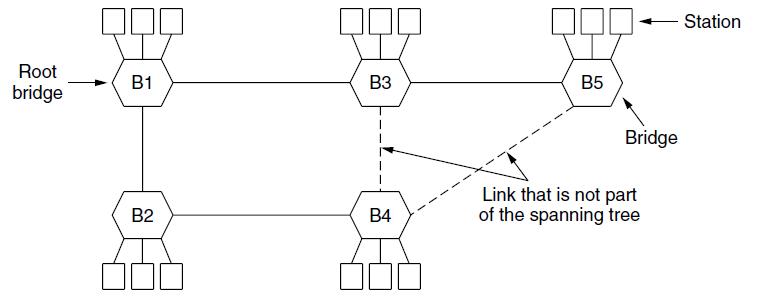 Station
Root
bridge
B1
B3
B5
Bridge
Link that is not part
of the spanning tree
B2
B4